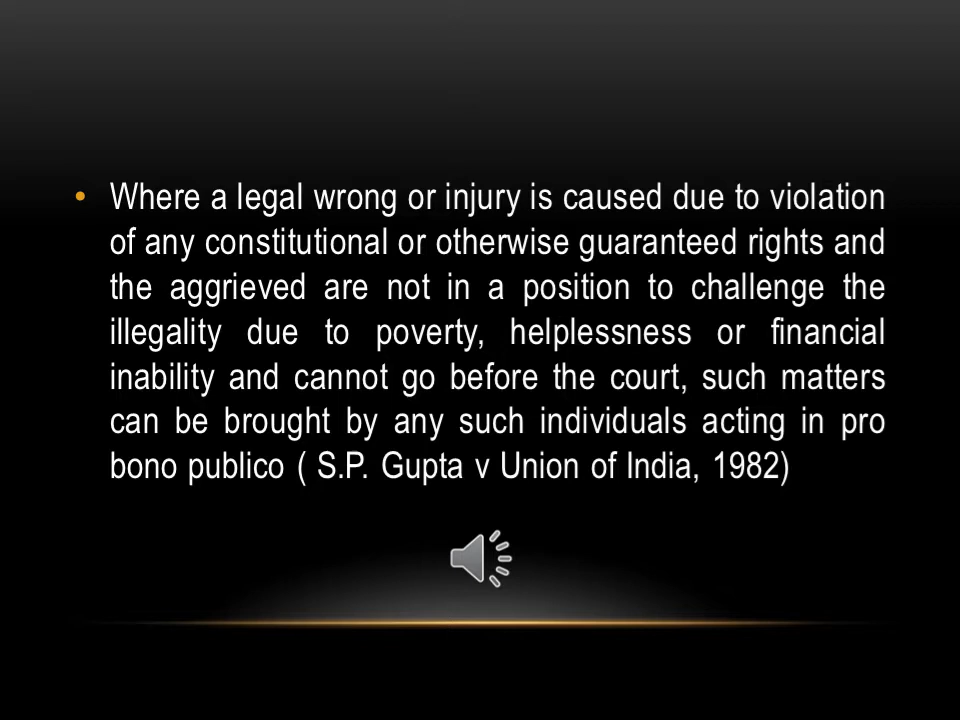 • Where a legal wrong or injury is caused due to violation
of any constitutional or otherwise guaranteed rights and
the aggrieved are not in a position to challenge the
illegality due to poverty, helplessness or financial
inability and cannot go before the court, such matters
can be brought by any such individuals acting in pro
bono publico ( S.P. Gupta v Union of India, 1982)